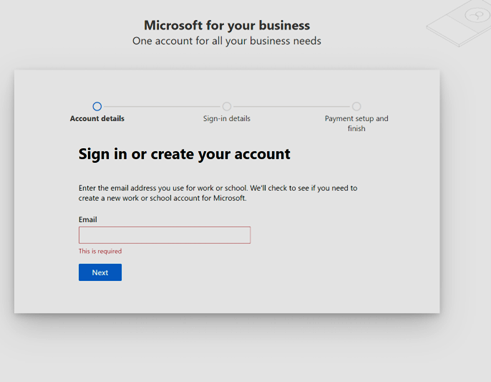 Microsoft for your business
One account for all your business needs
Account details
Sign-in details
Payment setup and
finish
Sign in or create your account
Enter the email address you use for work or school. We'll check to see if you need to
create a new work or school account for Microsoft.
Email
This is required
Next